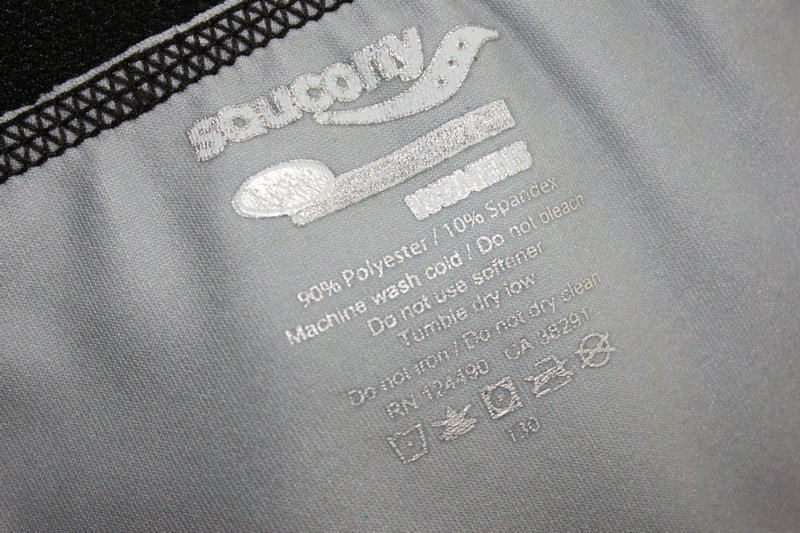 saucony
WOMENS
90% Polyester / 10% Spandex
Machine wash cold / Do not bleach
Do not use softener
Tumble dry low
Do not iron / Do not dry clean
RN 124490 CA 38291
130